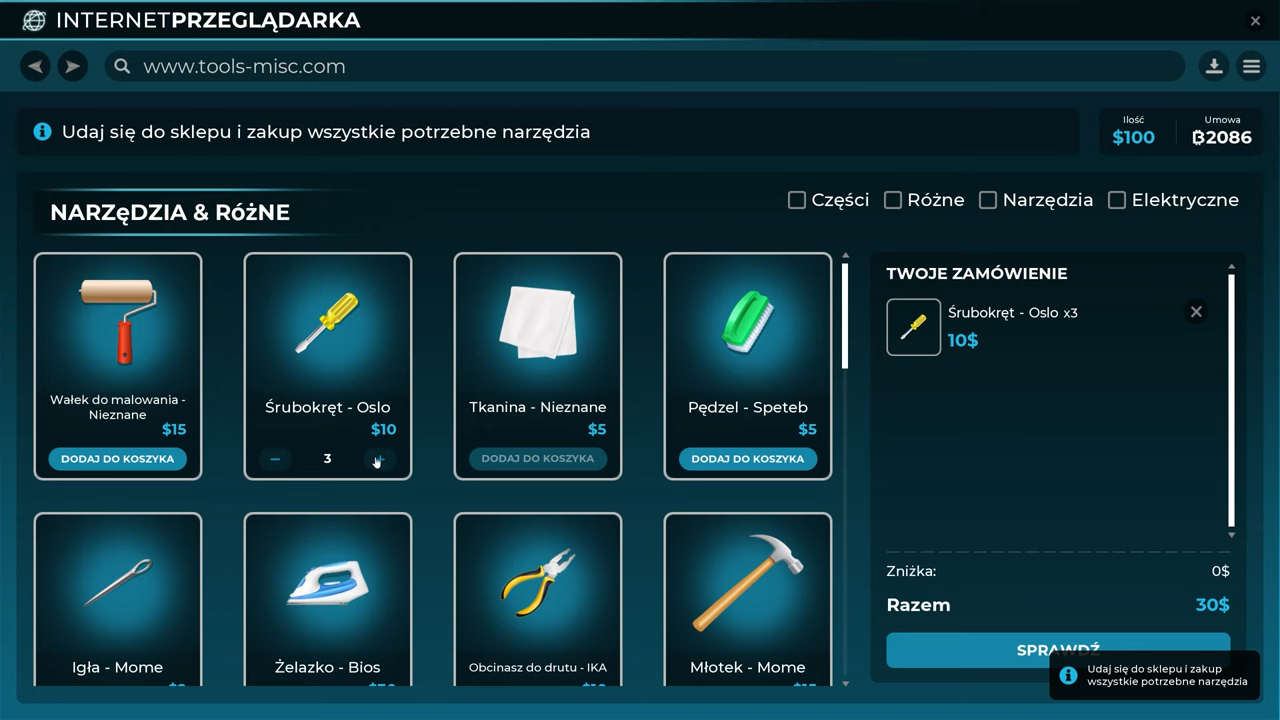 INTERNETPRZEGLĄDARKA
www.tools-misc.com
Udaj się do sklepu i zakup wszystkie potrzebne narzędzia
Ilość
$100
Umowa
₿2086
NARZęDZIA & RóżNE
Części
Różne
Narzędzia
Elektryczne
Wałek do malowania -
Nieznane
$15
DODAJ DO KOSZYKA
Śrubokręt - Oslo
$10
3
Tkanina - Nieznane
$5
DODAJ DO KOSZYKA
Pędzel - Speteb
$5
DODAJ DO KOSZYKA
Igła - Mome
Żelazko - Bios
Obcinasz do drutu - IKA
Młotek - Mome
TWOJE ZAMÓWIENIE
Śrubokręt - Oslo x3
10$
Zniżka:
0$
Razem
30$
SPRAWDŹ
Udaj się do sklepu i zakup
wszystkie potrzebne narzędzia